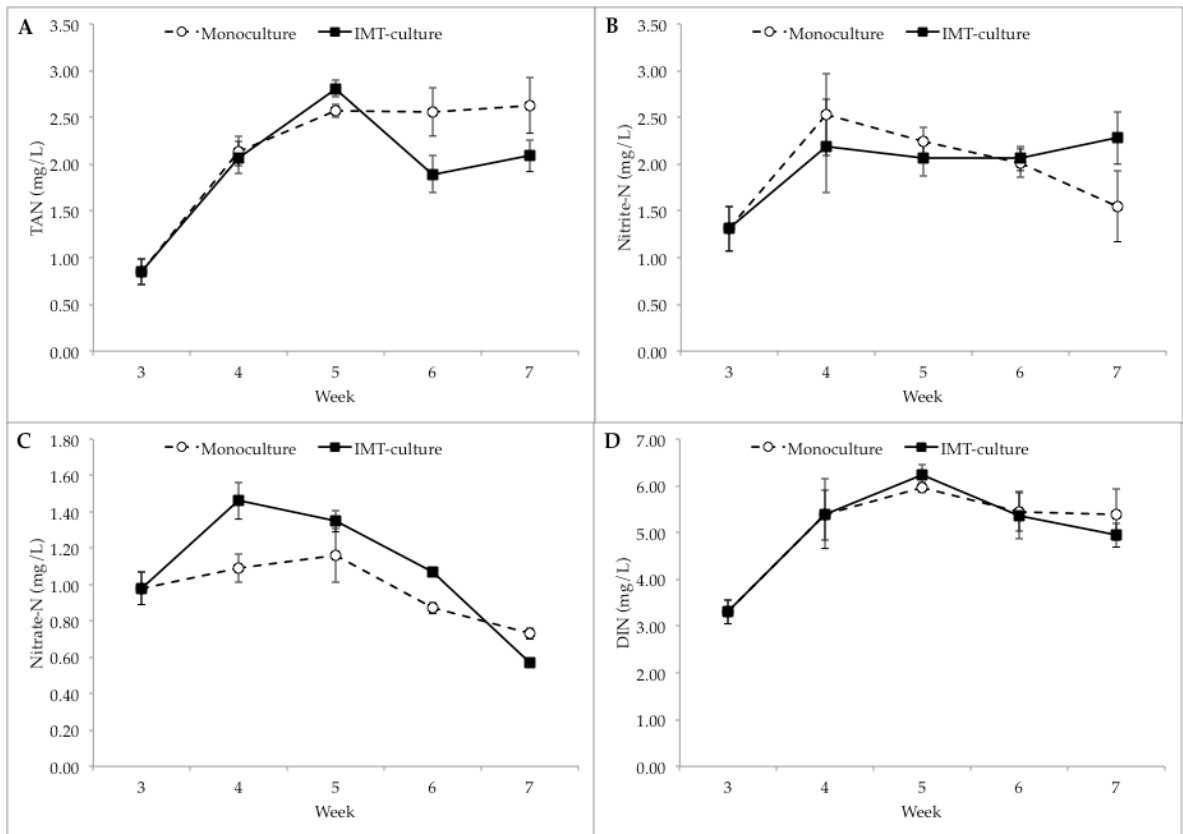 A
Monoculture IMT-culture
3.50
3.00
2.50
2.00
1.50
1.00
0.50
0.00
TAN (mg/L)
3 4 5 6 7
Week
B
Monoculture IMT-culture
3.50
3.00
2.50
2.00
1.50
1.00
0.50
0.00
Nitrite-N (mg/L)
3 4 5 6 7
Week
C
Monoculture IMT-culture
1.80
1.60
1.40
1.20
1.00
0.80
0.60
0.40
0.20
0.00
Nitrate-N (mg/L)
3 4 5 6 7
Week
D
Monoculture IMT-culture
7.00
6.00
5.00
4.00
3.00
2.00
1.00
0.00
DIN (mg/L)
3 4 5 6 7
Week